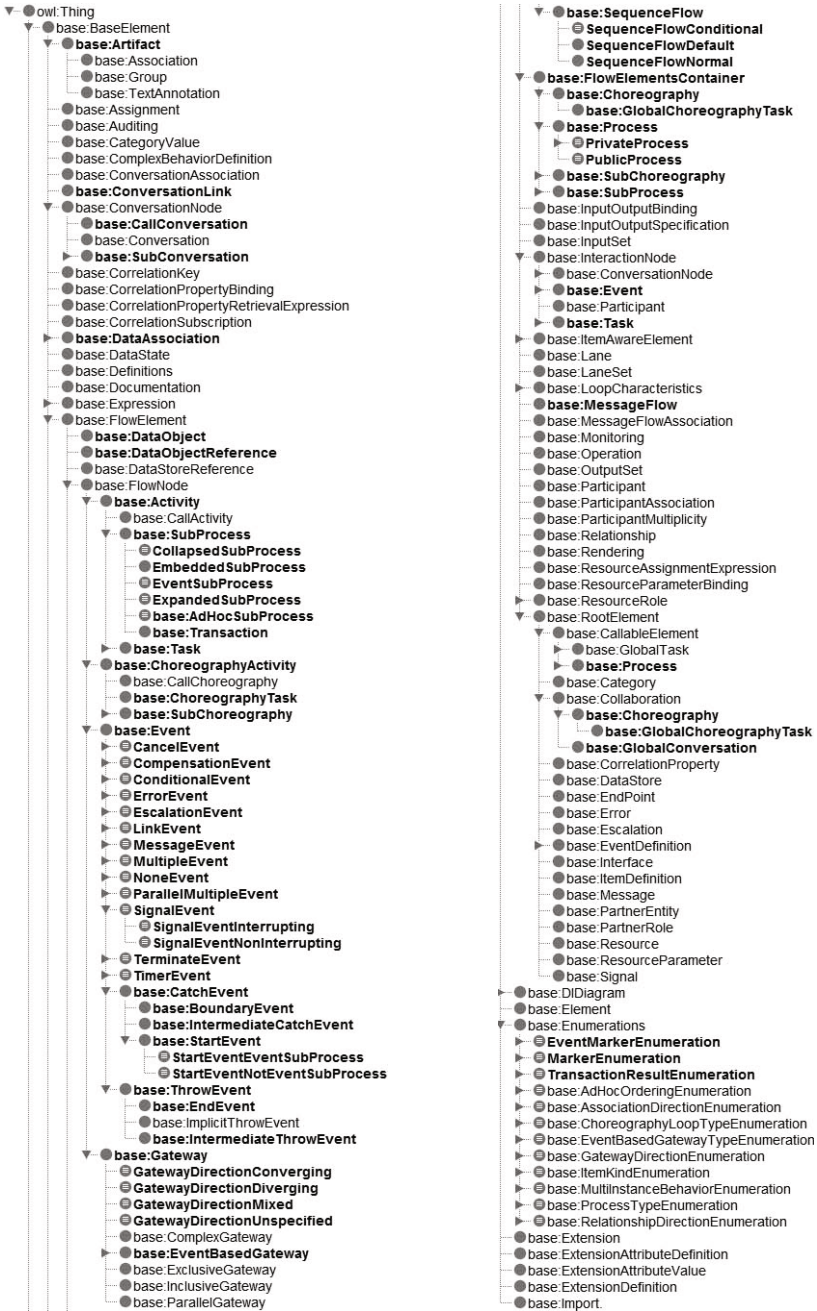 owl:Thing
base:BaseElement
base:Artifact
base:Association
base:Group
base:TextAnnotation
base:Assignment
base:Auditing
base:CategoryValue
base:ComplexBehaviorDefinition
base:ConversationAssociation
base:ConversationLink
base:ConversationNode
base:CallConversation
base:Conversation
base:SubConversation
base:CorrelationKey
base:CorrelationPropertyBinding
base:CorrelationPropertyRetrievalExpression
base:CorrelationSubscription
base:DataAssociation
base:DataState
base:Definitions
base:Documentation
base:Expression
base:FlowElement
base:DataObject
base:DataObjectReference
base:DataStoreReference
base:FlowNode
base:Activity
base:CallActivity
base:SubProcess
CollapsedSubProcess
EmbeddedSubProcess
EventSubProcess
ExpandedSubProcess
base:AdHocSubProcess
base:Transaction
base:Task
base:ChoreographyActivity
base:CallChoreography
base:ChoreographyTask
base:SubChoreography
base:Event
CancelEvent
CompensationEvent
ConditionalEvent
ErrorEvent
EscalationEvent
LinkEvent
MessageEvent
MultipleEvent
NoneEvent
ParallelMultipleEvent
SignalEvent
SignalEventInterrupting
SignalEventNonInterrupting
TerminateEvent
TimerEvent
base:CatchEvent
base:BoundaryEvent
base:IntermediateCatchEvent
base:StartEvent
StartEventEventSubProcess
StartEventNotEventSubProcess
base:ThrowEvent
base:EndEvent
base:ImplicitThrowEvent
base:IntermediateThrowEvent
base:Gateway
GatewayDirectionConverging
GatewayDirectionDiverging
GatewayDirectionMixed
GatewayDirectionUnspecified
base:ComplexGateway
base:EventBasedGateway
base:ExclusiveGateway
base:InclusiveGateway
base:ParallelGateway
base:SequenceFlow
SequenceFlowConditional
SequenceFlowDefault
SequenceFlowNormal
base:FlowElementsContainer
base:Choreography
base:GlobalChoreographyTask
base:Process
PrivateProcess
PublicProcess
base:SubChoreography
base:SubProcess
base:InputOutputBinding
base:InputOutputSpecification
base:InputSet
base:InteractionNode
base:ConversationNode
base:Event
base:Participant
base:Task
base:ItemAwareElement
base:Lane
base:LaneSet
base:LoopCharacteristics
base:MessageFlow
base:MessageFlowAssociation
base:Monitoring
base:Operation
base:OutputSet
base:Participant
base:ParticipantAssociation
base:ParticipantMultiplicity
base:Relationship
base:Rendering
base:ResourceAssignmentExpression
base:ResourceParameterBinding
base:ResourceRole
base:RootElement
base:CallableElement
base:GlobalTask
base:Process
base:Category
base:Collaboration
base:Choreography
base:GlobalChoreographyTask
base:GlobalConversation
base:CorrelationProperty
base:DataStore
base:EndPoint
base:Error
base:Escalation
base:EventDefinition
base:Interface
base:ItemDefinition
base:Message
base:PartnerEntity
base:PartnerRole
base:Resource
base:ResourceParameter
base:Signal
base:DIDiagram
base:Element
base:Enumerations
EventMarkerEnumeration
MarkerEnumeration
TransactionResultEnumeration
base:AdHocOrderingEnumeration
base:AssociationDirectionEnumeration
base:ChoreographyLoopTypeEnumeration
base:EventBasedGatewayTypeEnumeration
base:GatewayDirectionEnumeration
base:ItemKindEnumeration
base:MultiInstanceBehaviorEnumeration
base:ProcessTypeEnumeration
base:RelationshipDirectionEnumeration
base:Extension
base:ExtensionAttributeDefinition
base:ExtensionAttributeValue
base:ExtensionDefinition
base:Import.